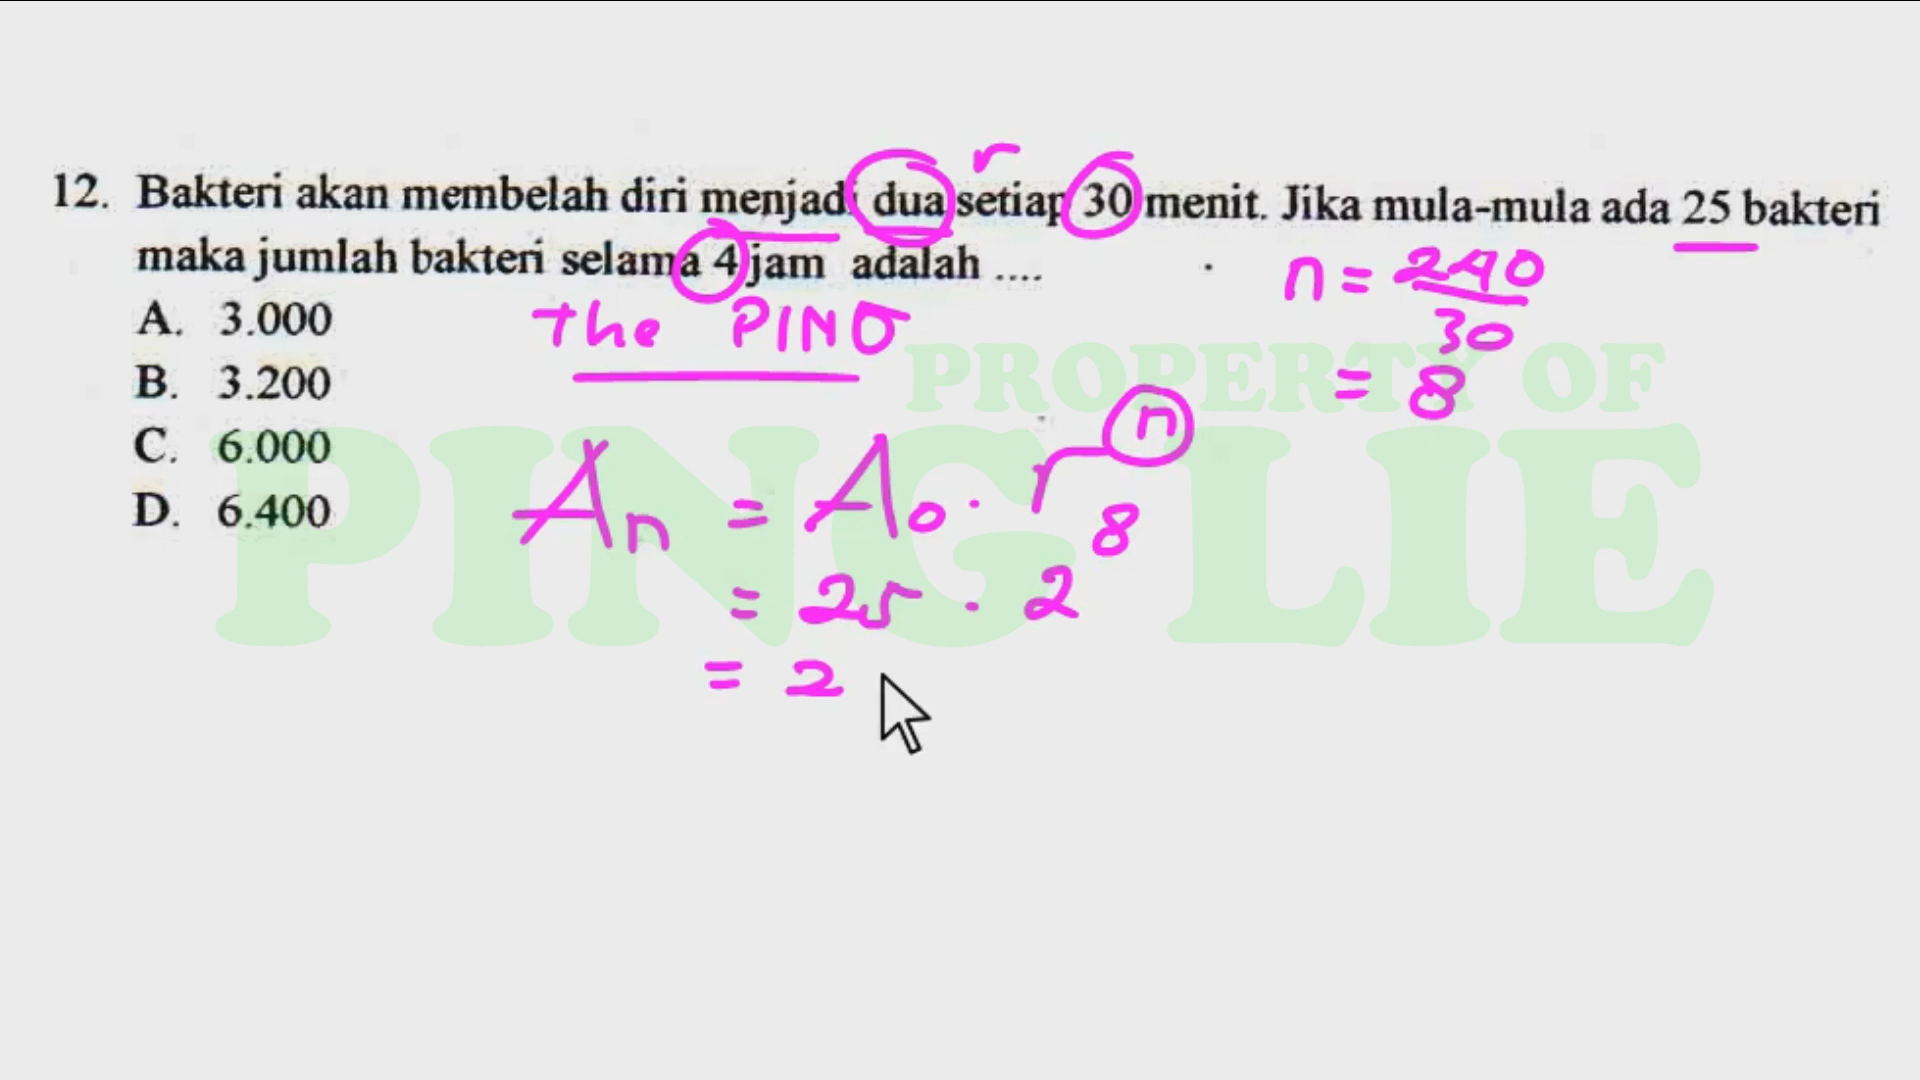 12. Bakteri akan membelah diri menjadi dua setiap 30 menit. Jika mula-mula ada 25 bakteri
maka jumlah bakteri selama 4 jam adalah ....
A. 3.000
B. 3.200
C. 6.000
D. 6.400
r
the PINO
n = 240
30
= 8
An = A0 . r n
= 25 . 2 8
= 2
PROPERTY OF
PING LIE